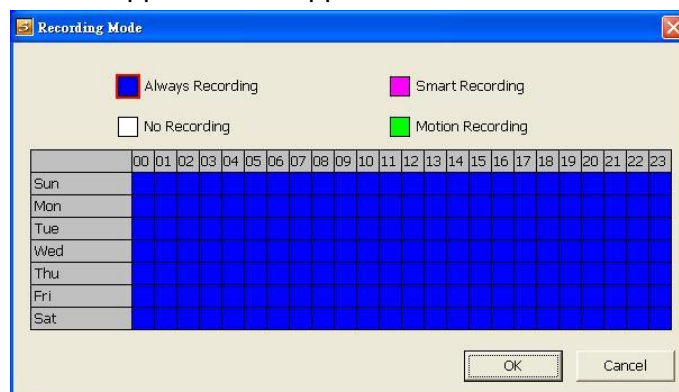 Recording Mode
Always Recording
Smart Recording
No Recording
Motion Recording
00 01 02 03 04 05 06 07 08 09 10 11 12 13 14 15 16 17 18 19 20 21 22 23
Sun
Mon
Tue
Wed
Thu
Fri
Sat
OK Cancel